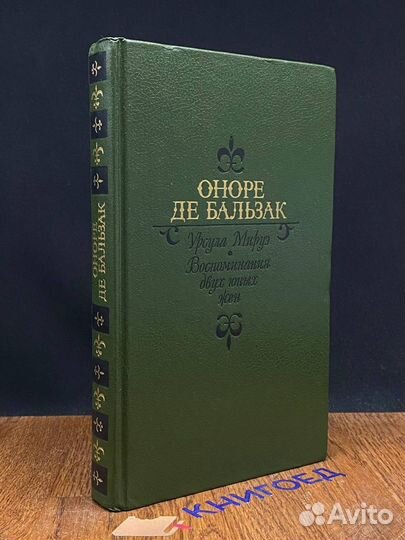 ОНОРЕ
ДЕ БАЛЬЗАК
Урсула Мируэ
Воспоминания
двух юных
жен
ОНОРЕ
ДЕ БАЛЬЗАК
КНИГОЕД
Avito